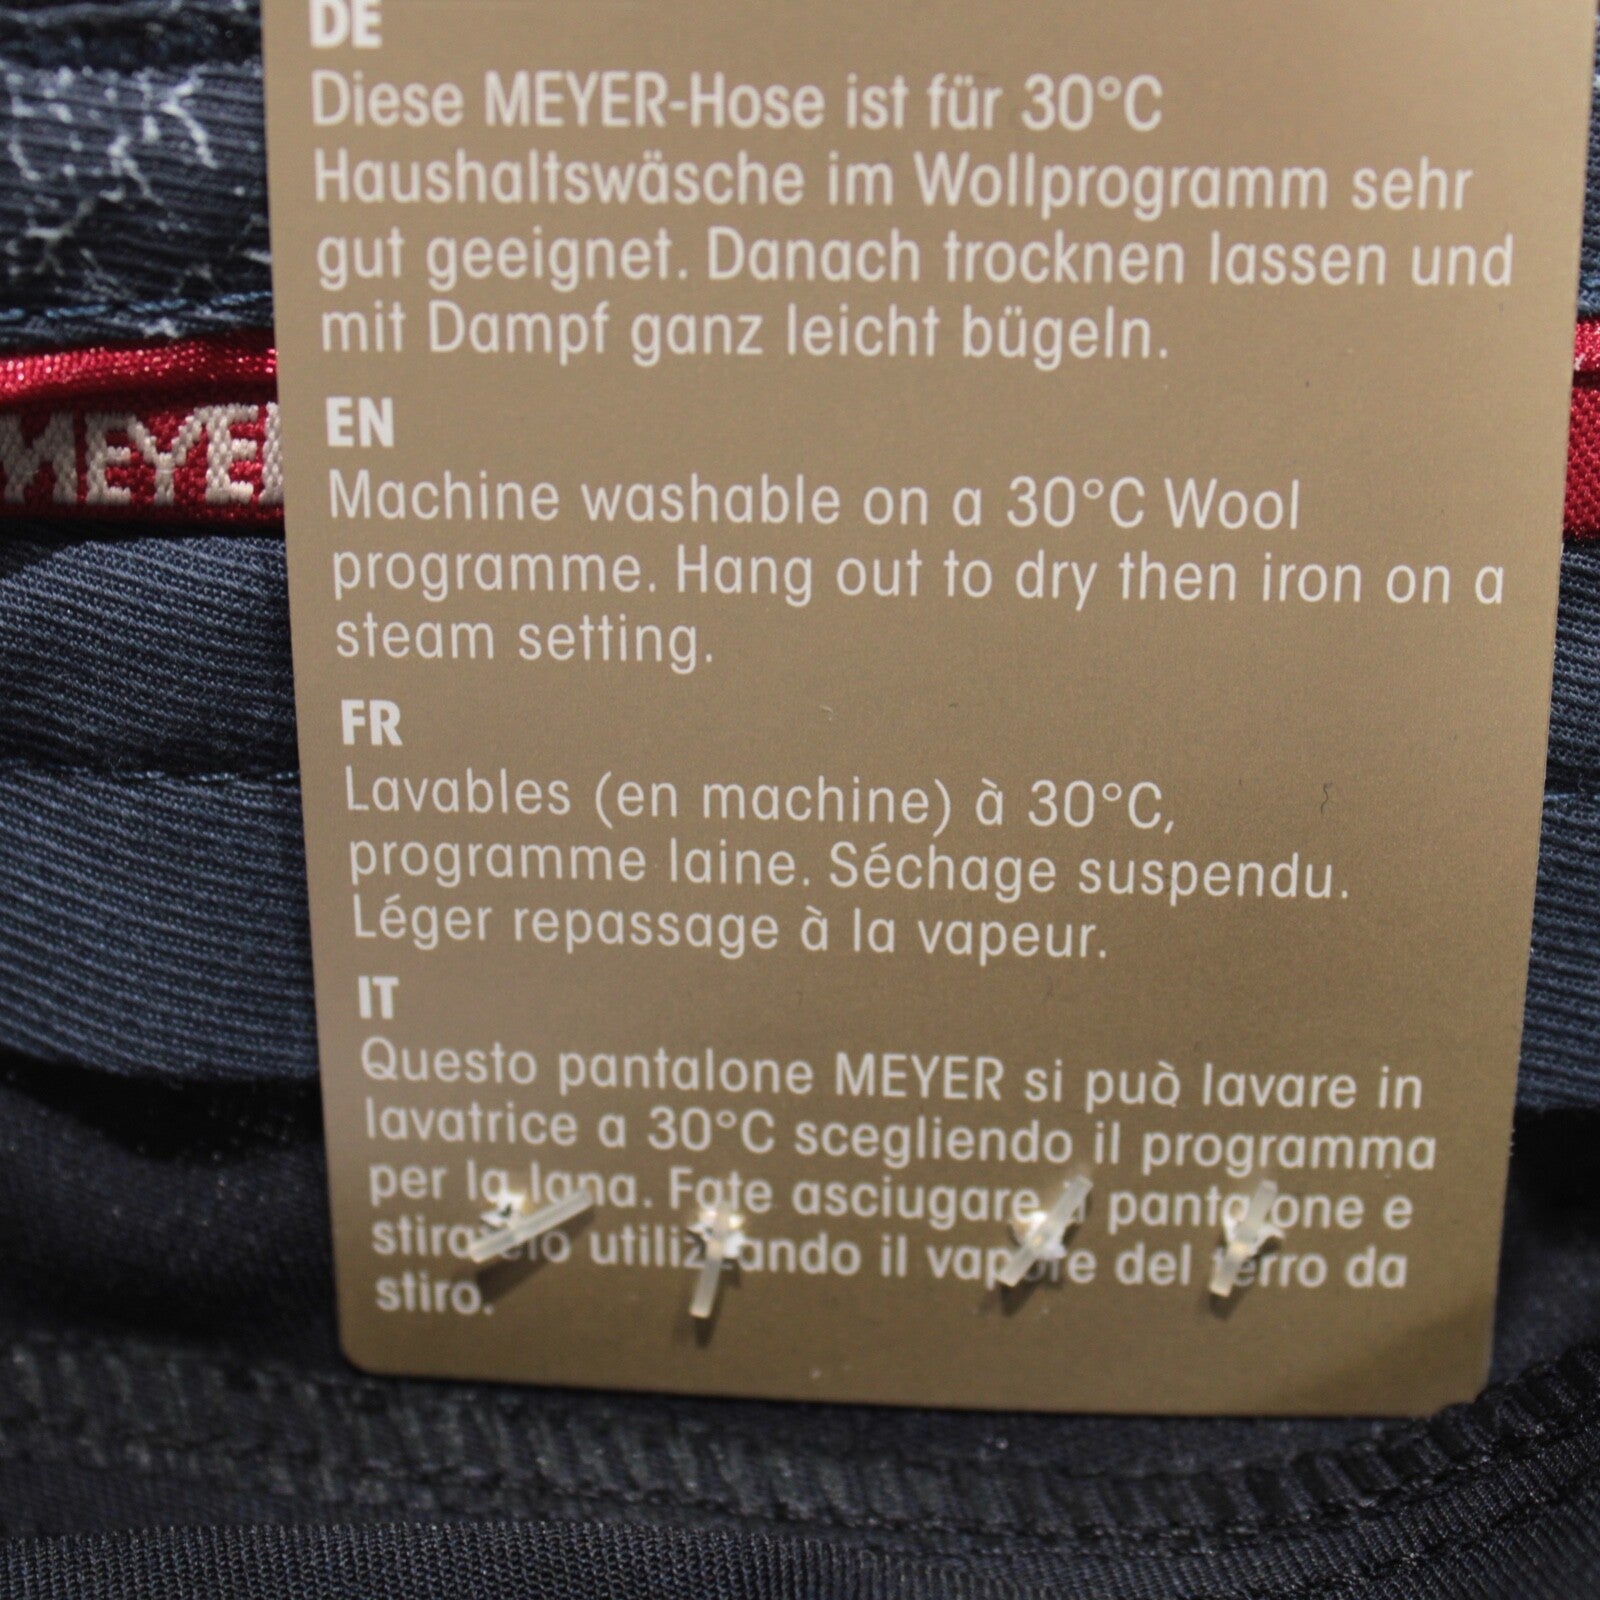 DE
Diese MEYER-Hose ist für 30°C
Haushaltswäsche im Wollprogramm sehr
gut geeignet. Danach trocknen lassen und
mit Dampf ganz leicht bügeln.
MEYER
EN
Machine washable on a 30°C Wool
programme. Hang out to dry then iron on a
steam setting.
FR
Lavables (en machine) à 30°C,
programme laine. Séchage suspendu.
Léger repassage à la vapeur.
IT
Questo pantalone MEYER si può lavare in
lavatrice a 30°C scegliendo il programma
per la lana. Fate asciugare il pantalone e
stiratelo utilizzando il vapore del ferro da
stiro.